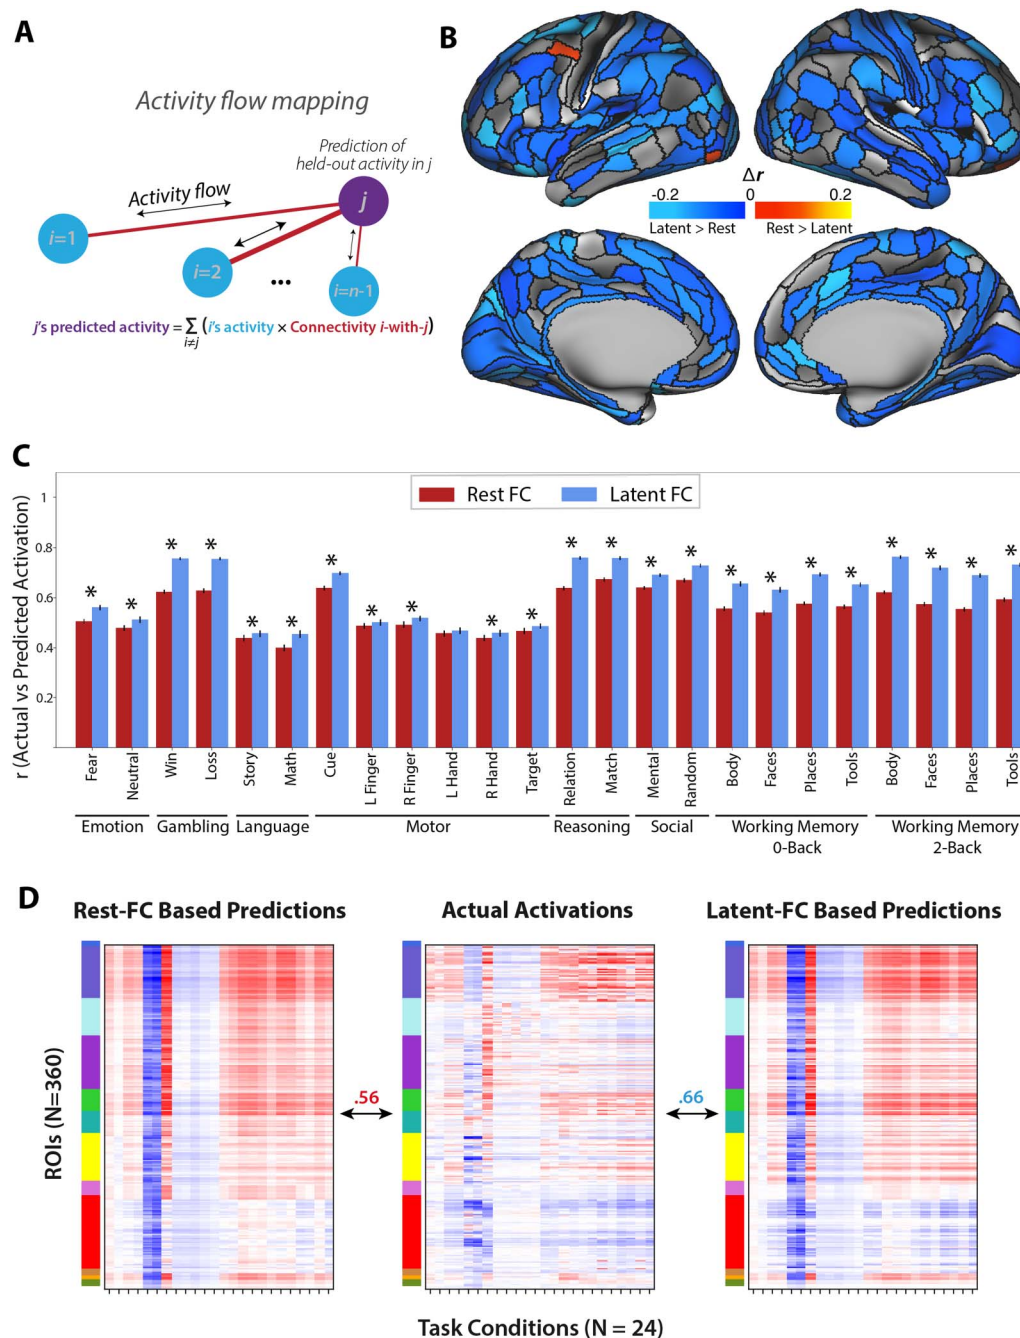 A
Activity flow mapping
Prediction of
held-out activity in j
Activity flow
j
i=1
i=2
...
i=n-1
j's predicted activity = Σ (i's activity × Connectivity i-with-j)
i≠j
B
Δr
-0.2 0 0.2
Latent > Rest Rest > Latent
C
Rest FC Latent FC
r (Actual vs Predicted Activation)
1
0.8
0.6
0.4
0.2
* * * * * * * * * * * * * * * * * * * * * * *
Fear Neutral Win Loss Story Math Cue L Finger R Finger L Hand R Hand Target Relation Match Mental Random Body Faces Places Tools Body Faces Places Tools
Emotion Gambling Language Motor Reasoning Social Working Memory Working Memory
0-Back 2-Back
D
Rest-FC Based Predictions Actual Activations Latent-FC Based Predictions
ROIs (N=360)
.56 .66
Task Conditions (N = 24)